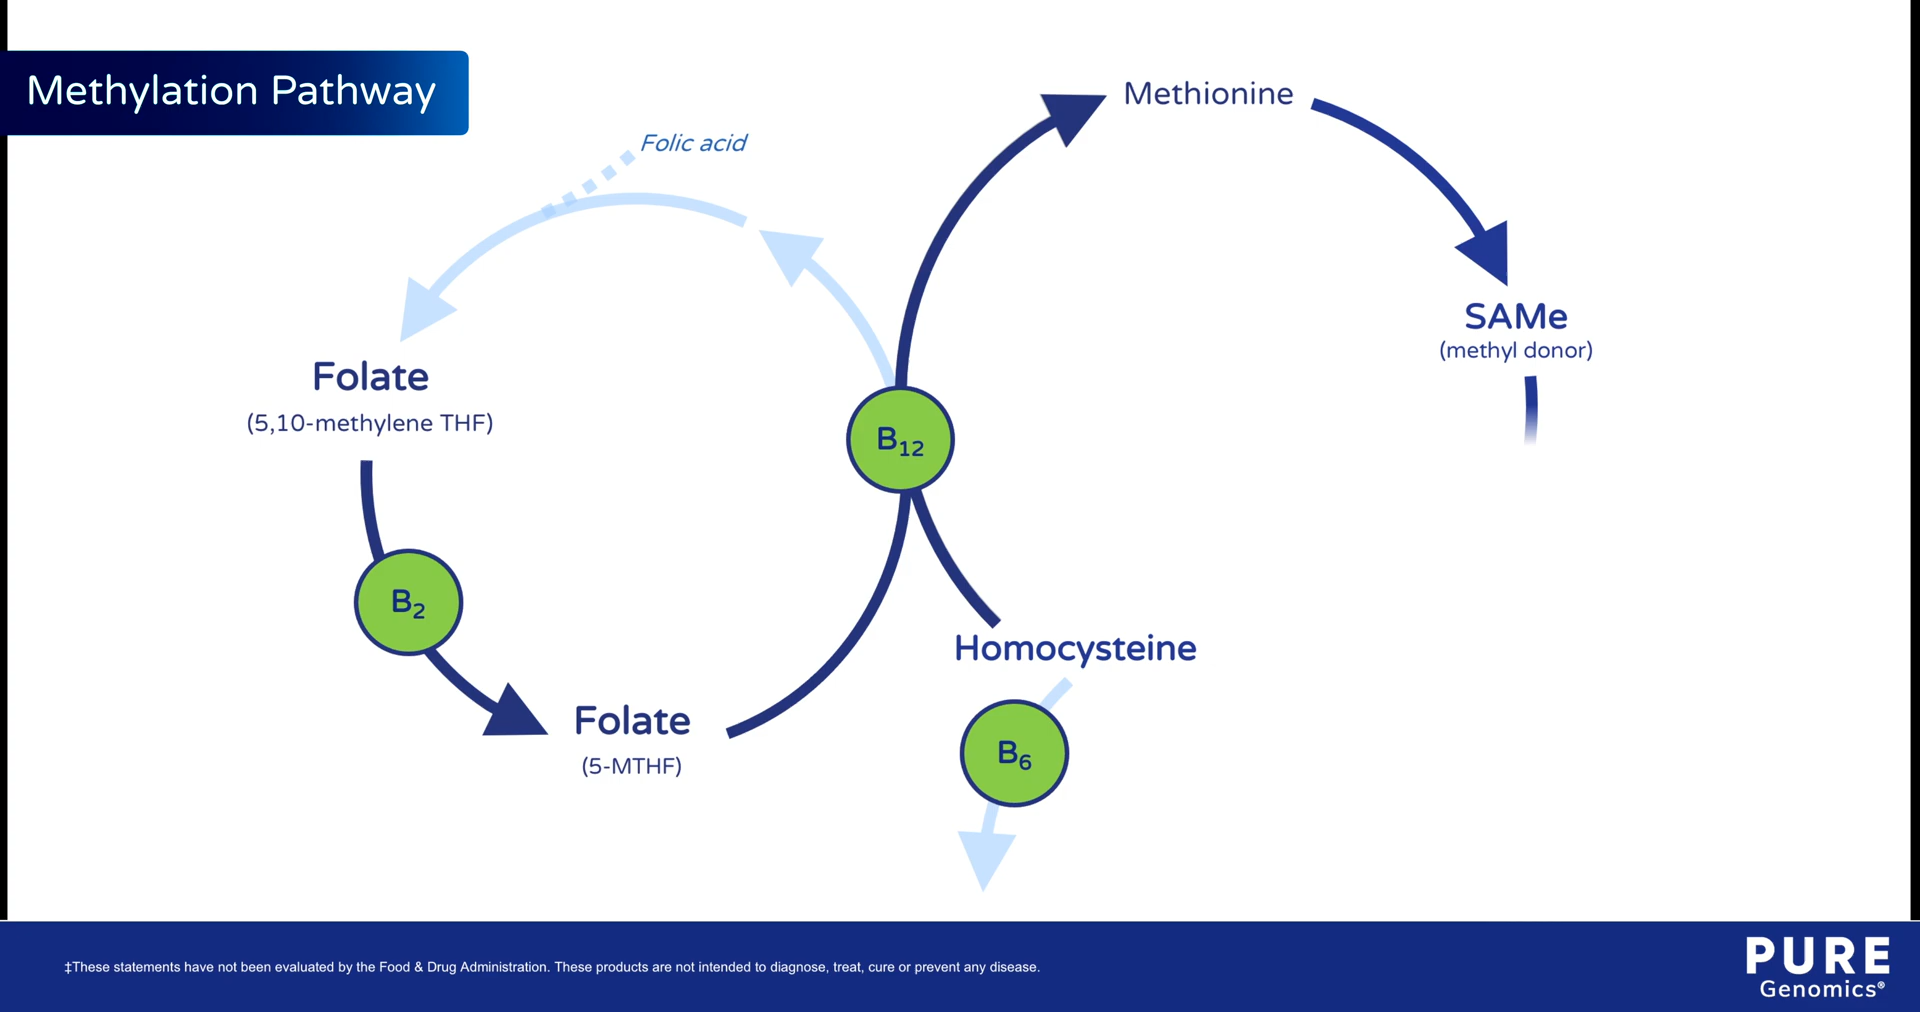 Methylation Pathway
Methionine
Folic acid
SAMe
(methyl donor)
Folate
(5,10-methylene THF)
B12
B2
Homocysteine
Folate
(5-MTHF)
B6
‡These statements have not been evaluated by the Food & Drug Administration. These products are not intended to diagnose, treat, cure or prevent any disease.
PURE
Genomics®